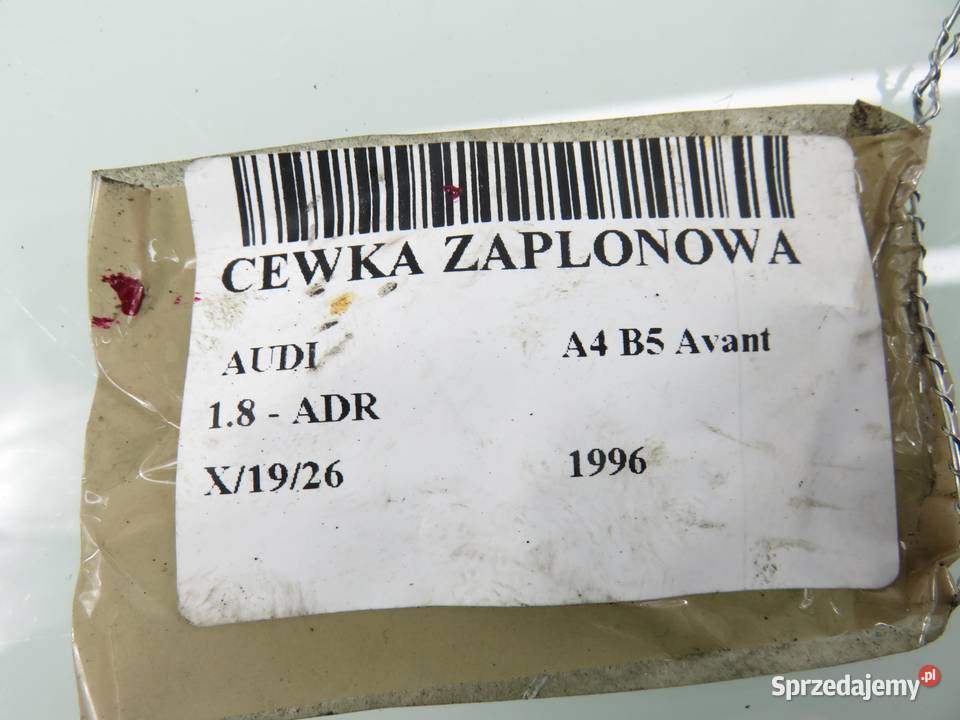 CEWKA ZAPLONOWA
AUDI A4 B5 Avant
1.8 - ADR
X/19/26 1996
Sprzedajemy.pl